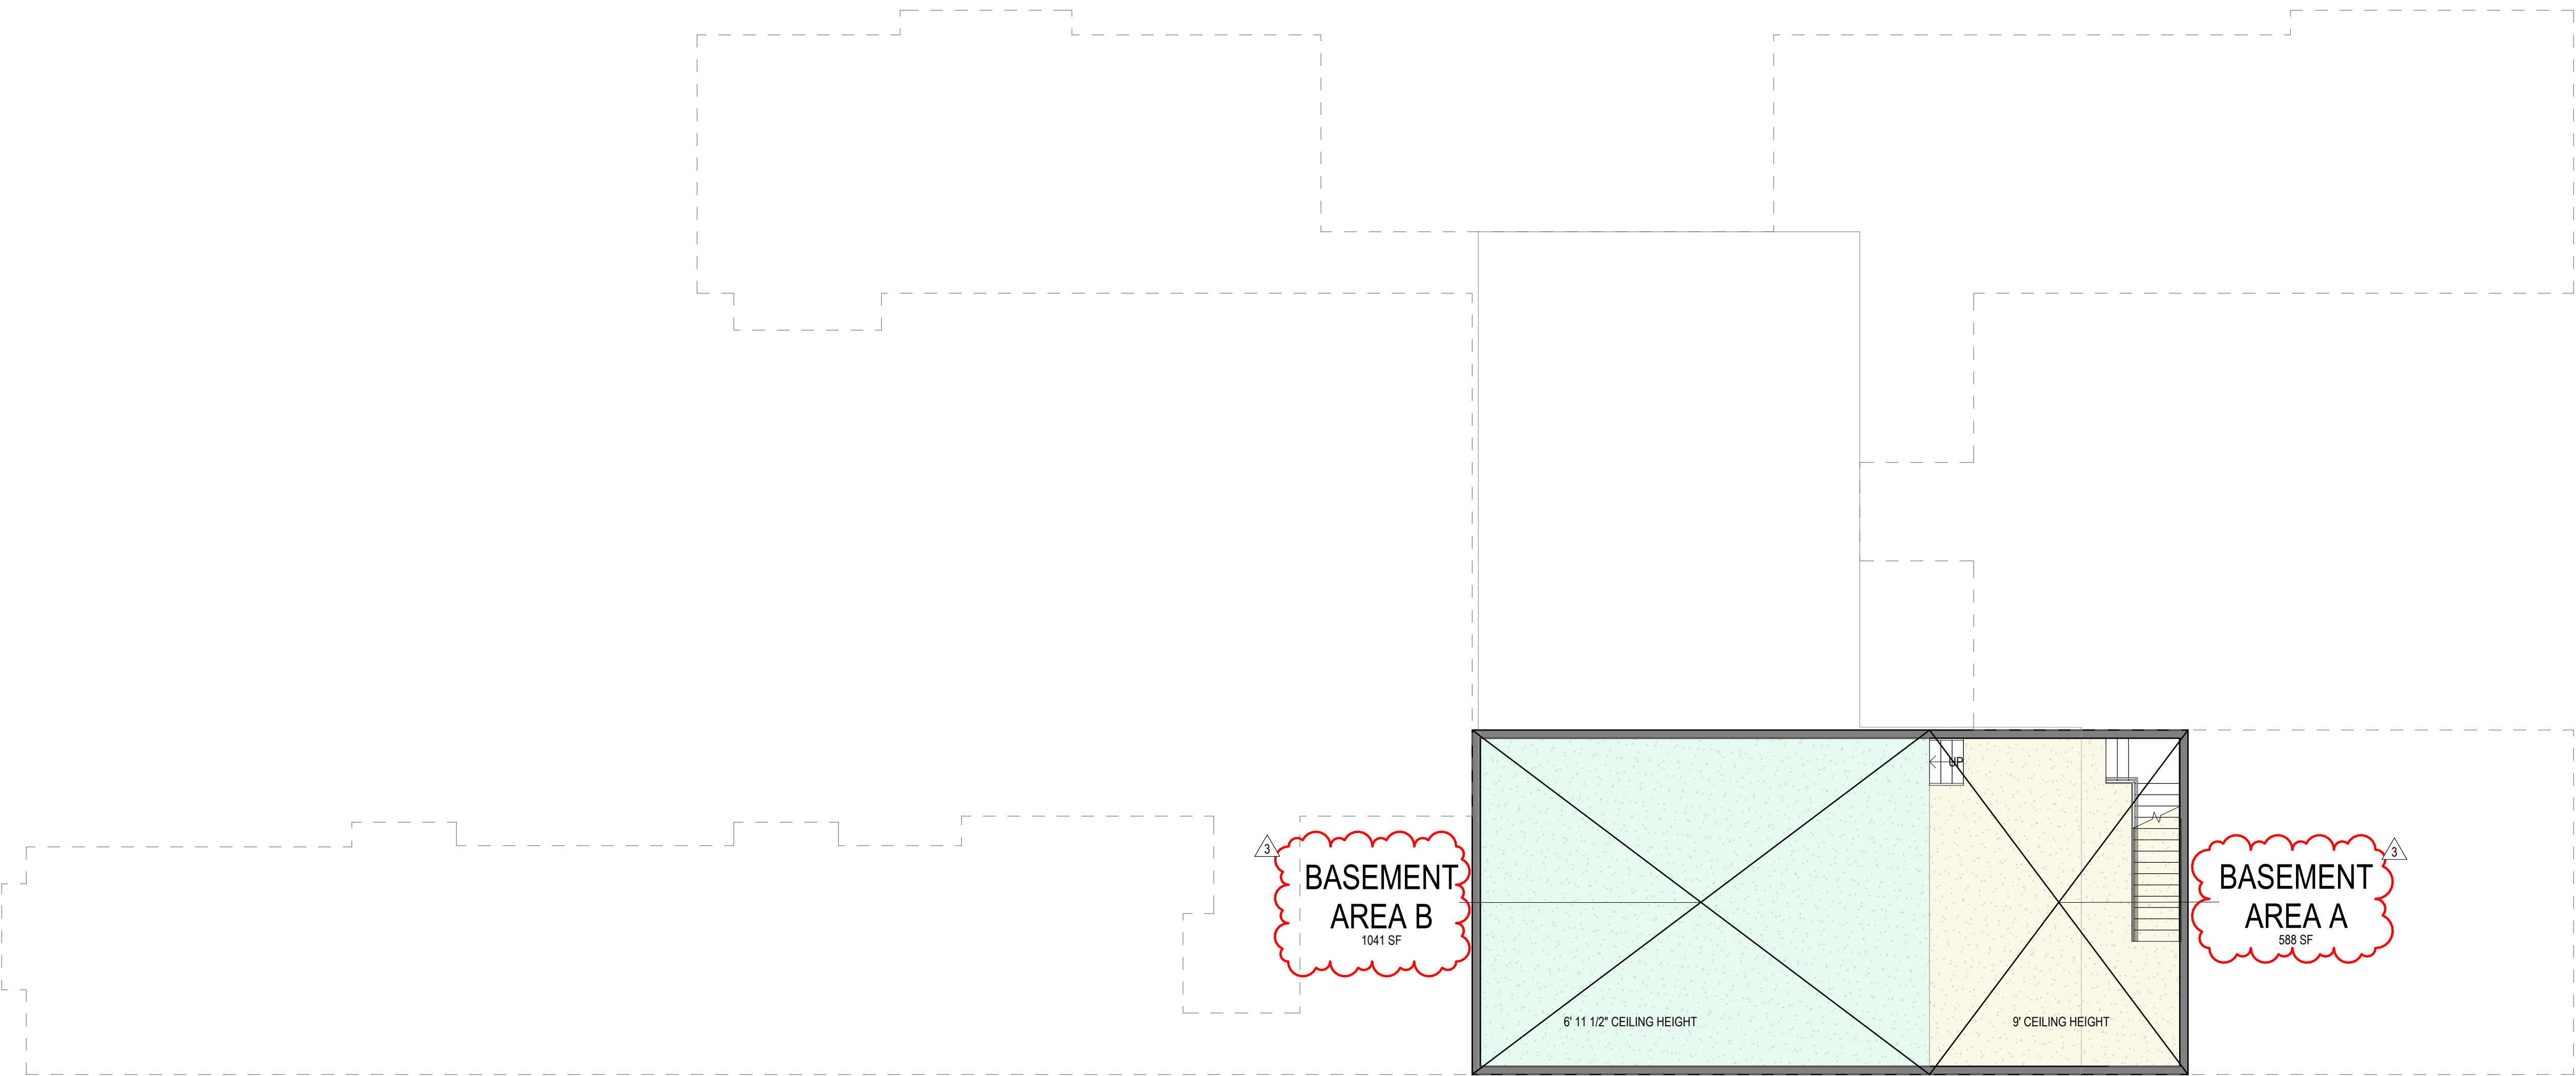 UP
3
BASEMENT
AREA B
1041 SF
3
BASEMENT
AREA A
588 SF
6' 11 1/2" CEILING HEIGHT
9' CEILING HEIGHT